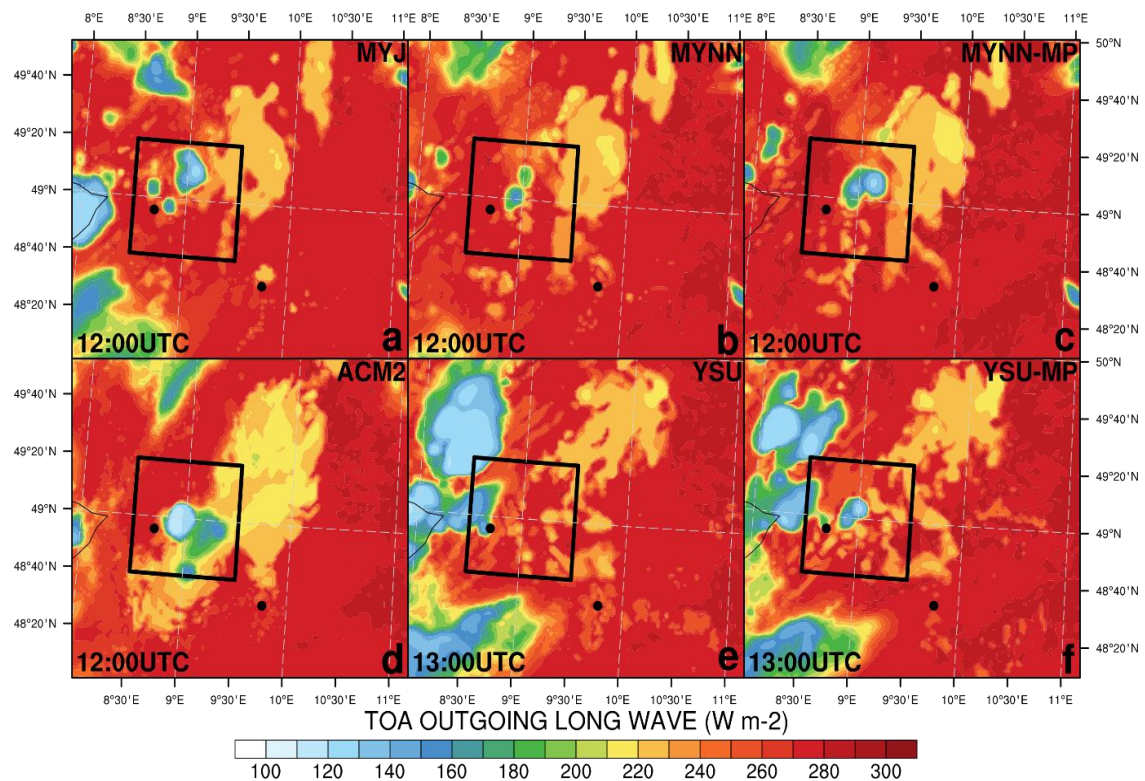 8°E 8°30'E 9°E 9°30'E 10°E 10°30'E 11°E 8°E 8°30'E 9°E 9°30'E 10°E 10°30'E 11°E 8°E 8°30'E 9°E 9°30'E 10°E 10°30'E 11°E
MYJ MYNN MYNN-MP
50°N
49°40'N 49°40'N
49°20'N 49°20'N
49°N 49°N
48°40'N 48°40'N
48°20'N 48°20'N
12:00UTC a 12:00UTC b 12:00UTC c
ACM2 YSU YSU-MP
50°N
49°40'N 49°40'N
49°20'N 49°20'N
49°N 49°N
48°40'N 48°40'N
48°20'N 48°20'N
12:00UTC d 13:00UTC e 13:00UTC f
8°30'E 9°E 9°30'E 10°E 10°30'E 11°E 8°30'E 9°E 9°30'E 10°E 10°30'E 11°E 8°30'E 9°E 9°30'E 10°E 10°30'E 11°E
TOA OUTGOING LONG WAVE (W m-2)
100 120 140 160 180 200 220 240 260 280 300